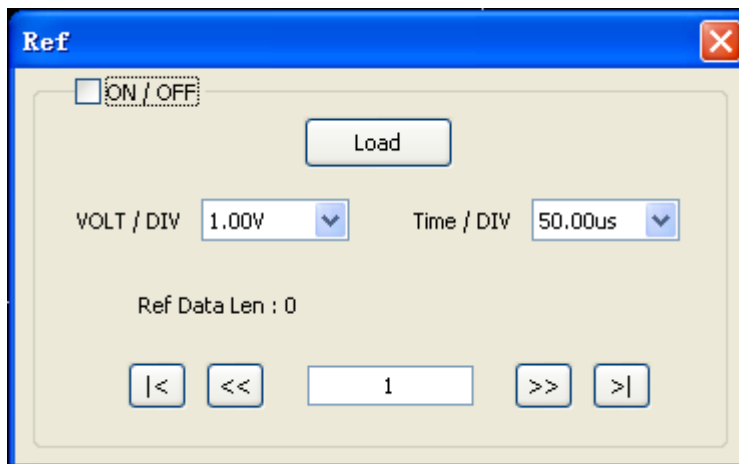 Ref
ON / OFF
Load
VOLT / DIV 1.00V Time / DIV 50.00us
Ref Data Len : 0
|< << 1 >> >|